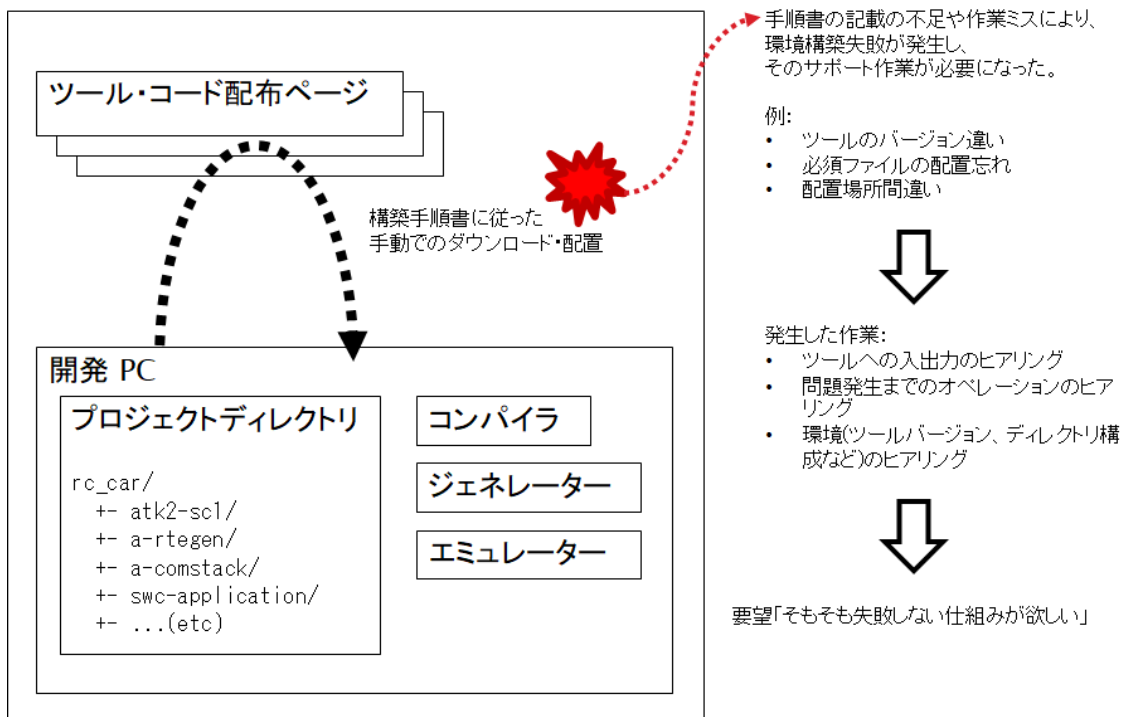 ツール・コード配布ページ
構築手順書に従った
手動でのダウンロード・配置
開発 PC
プロジェクトディレクトリ
rc_car/
+- atk2-sc1/
+- a-rtegen/
+- a-comstack/
+- swc-application/
+- ...(etc)
コンパイラ
ジェネレーター
エミュレーター
手順書の記載の不足や作業ミスにより、
環境構築失敗が発生し、
そのサポート作業が必要になった。
例:
• ツールのバージョン違い
• 必須ファイルの配置忘れ
• 配置場所間違い
発生した作業:
• ツールへの入出力のヒアリング
• 問題発生までのオペレーションのヒア
リング
• 環境(ツールバージョン、ディレクトリ構
成など)のヒアリング
要望「そもそも失敗しない仕組みが欲しい」